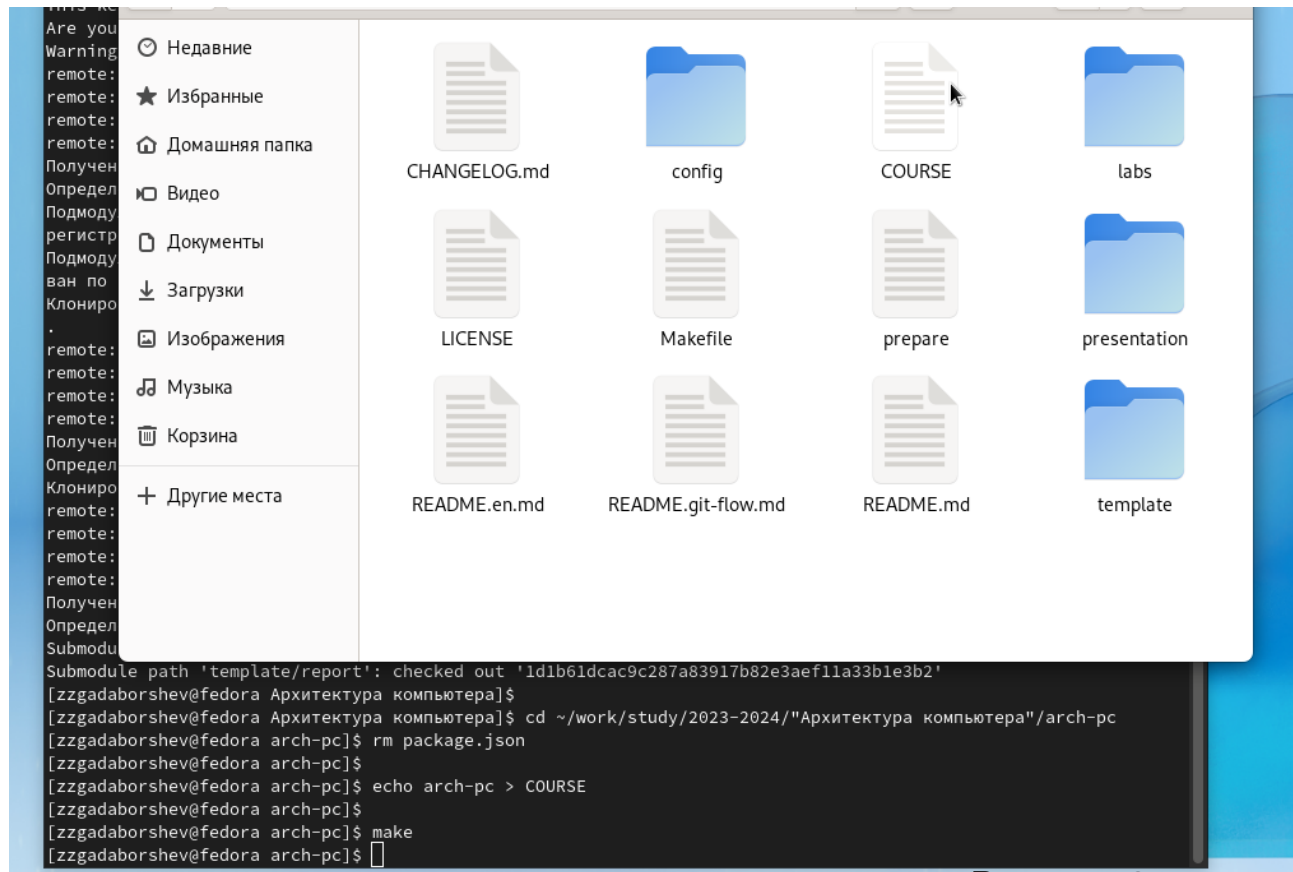 Are you
Warning
remote:
remote:
remote:
remote:
Получен
Определ
Подмоду
регистр
Подмоду
ван по
Клониро
.
remote:
remote:
remote:
remote:
Получен
Определ
Клониро
remote:
remote:
remote:
remote:
Получен
Определ
Submodu
Недавние
Избранные
Домашняя папка
Видео
Документы
Загрузки
Изображения
Музыка
Корзина
Другие места
CHANGELOG.md config COURSE labs
LICENSE Makefile prepare presentation
README.en.md README.git-flow.md README.md template
Submodule path 'template/report': checked out '1d1b61dcac9c287a83917b82e3aef11a33b1e3b2'
[zzgadaborshev@fedora Архитектура компьютера]$
[zzgadaborshev@fedora Архитектура компьютера]$ cd ~/work/study/2023-2024/"Архитектура компьютера"/arch-pc
[zzgadaborshev@fedora arch-pc]$ rm package.json
[zzgadaborshev@fedora arch-pc]$
[zzgadaborshev@fedora arch-pc]$ echo arch-pc > COURSE
[zzgadaborshev@fedora arch-pc]$
[zzgadaborshev@fedora arch-pc]$ make
[zzgadaborshev@fedora arch-pc]$